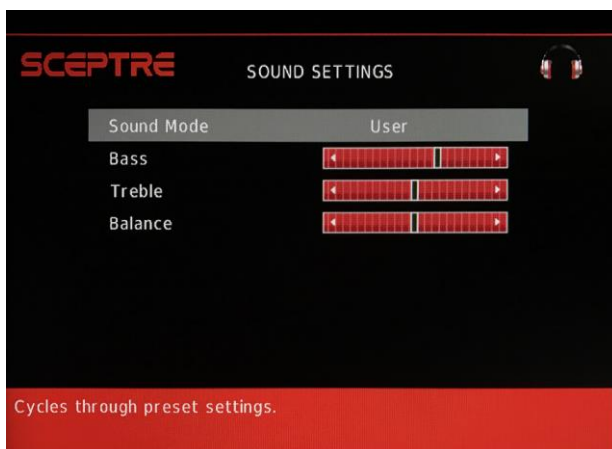 SCEPTRE
SOUND SETTINGS
Sound Mode User
Bass
Treble
Balance
Cycles through preset settings.